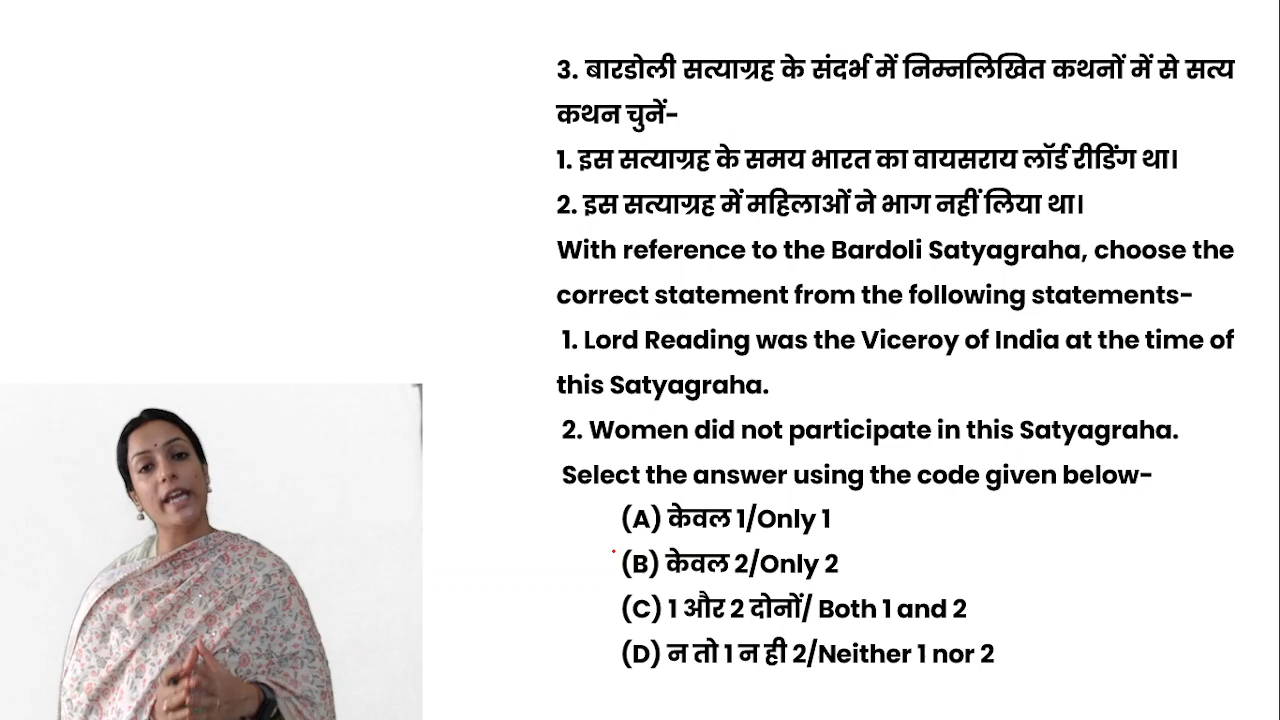 3. बारडोली सत्याग्रह के संदर्भ में निम्नलिखित कथनों में से सत्य
कथन चुनें-
1. इस सत्याग्रह के समय भारत का वायसराय लॉर्ड रीडिंग था।
2. इस सत्याग्रह में महिलाओं ने भाग नहीं लिया था।
With reference to the Bardoli Satyagraha, choose the
correct statement from the following statements-
1. Lord Reading was the Viceroy of India at the time of
this Satyagraha.
2. Women did not participate in this Satyagraha.
Select the answer using the code given below-
(A) केवल 1/Only 1
(B) केवल 2/Only 2
(C) 1 और 2 दोनों/ Both 1 and 2
(D) न तो 1 न ही 2/Neither 1 nor 2